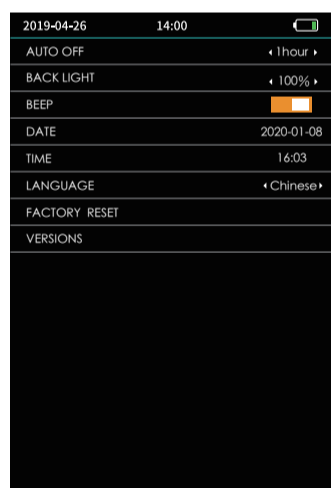 2019-04-26 14:00
AUTO OFF 1hour
BACK LIGHT 100%
BEEP
DATE 2020-01-08
TIME 16:03
LANGUAGE Chinese
FACTORY RESET
VERSIONS